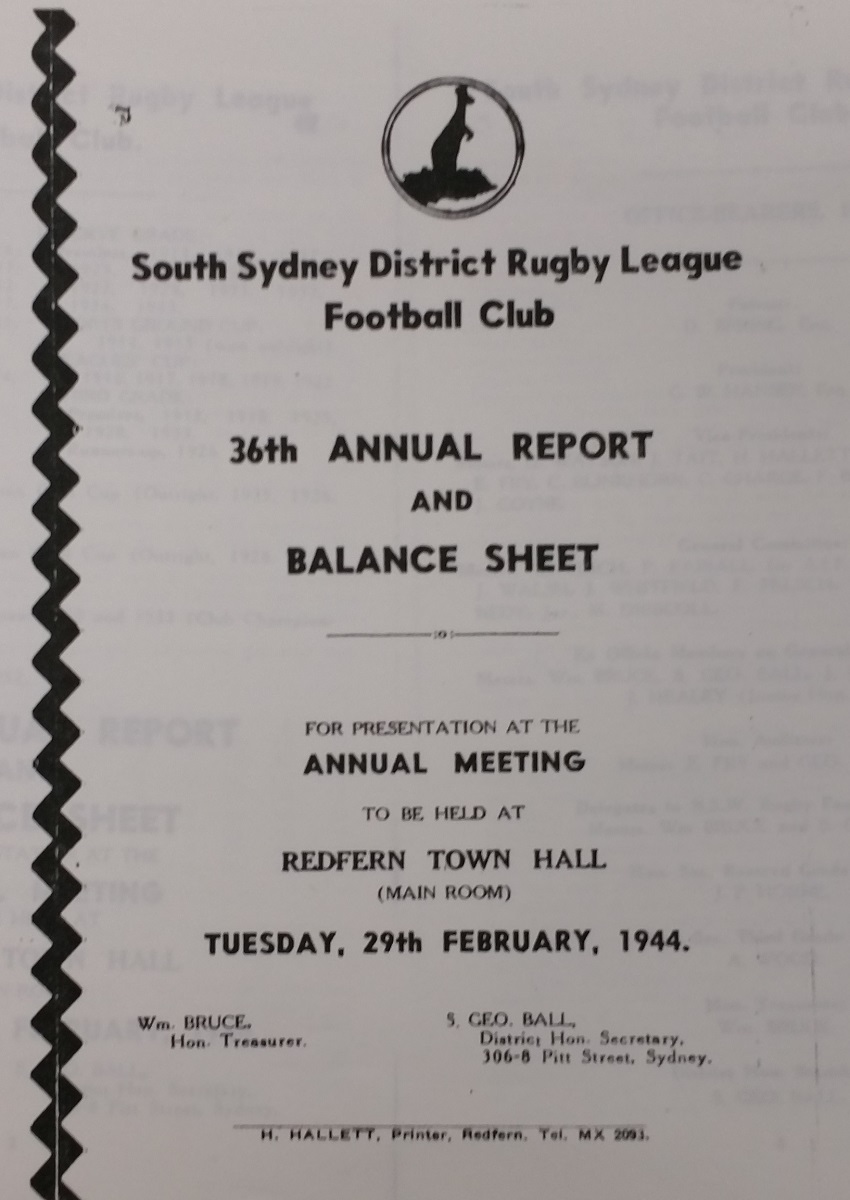 South Sydney District Rugby League
Football Club
36th ANNUAL REPORT
AND
BALANCE SHEET
FOR PRESENTATION AT THE
ANNUAL MEETING
TO BE HELD AT
REDFERN TOWN HALL
(MAIN ROOM)
TUESDAY, 29th FEBRUARY, 1944.
Wm. BRUCE,
Hon. Treasurer.
S. GEO. BALL,
District Hon. Secretary,
306-8 Pitt Street, Sydney.
H. HALLETT, Printer, Redfern. Tel. MX 2093.